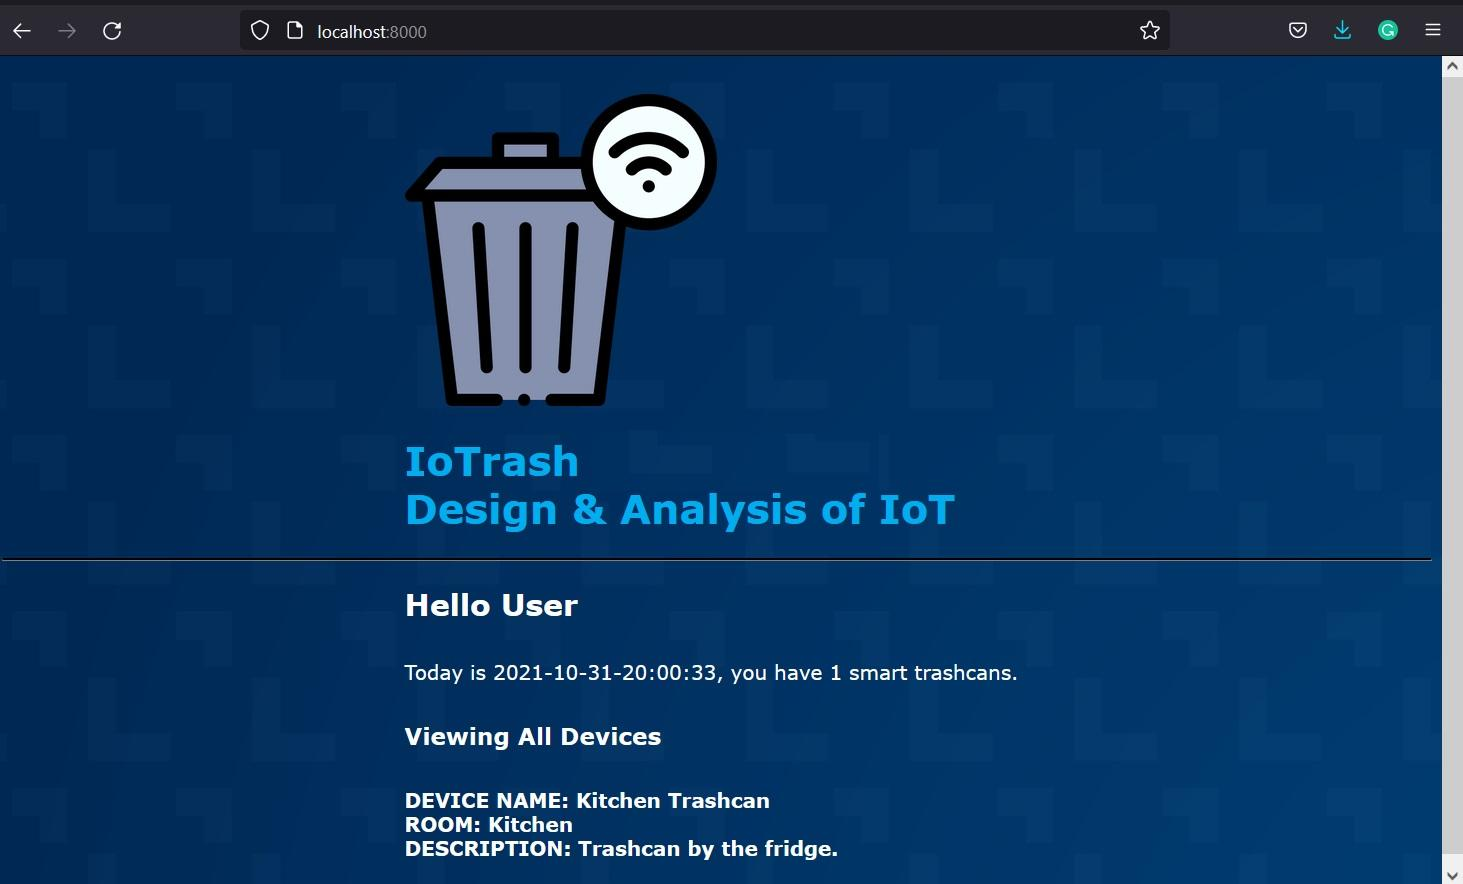 localhost:8000
IoTrash
Design & Analysis of IoT
Hello User
Today is 2021-10-31-20:00:33, you have 1 smart trashcans.
Viewing All Devices
DEVICE NAME: Kitchen Trashcan
ROOM: Kitchen
DESCRIPTION: Trashcan by the fridge.